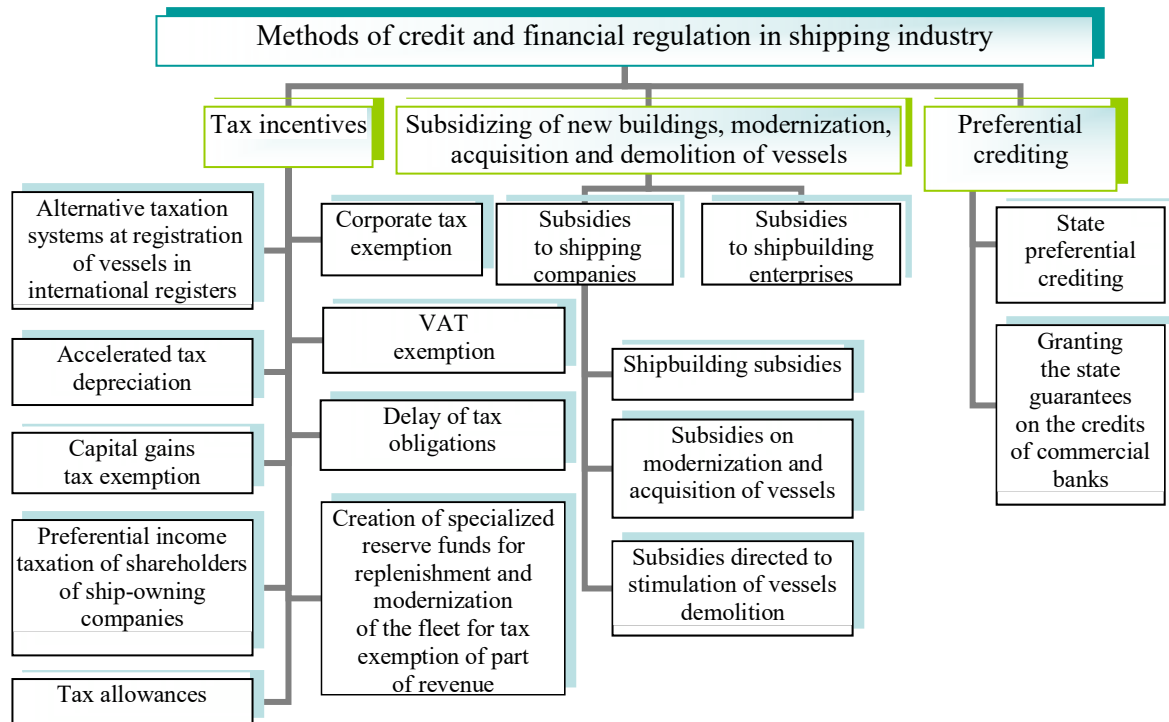 Methods of credit and financial regulation in shipping industry
Tax incentives
Subsidizing of new buildings, modernization,
acquisition and demolition of vessels
Preferential
crediting
Alternative taxation
systems at registration
of vessels in
international registers
Corporate tax
exemption
Subsidies
to shipping
companies
Subsidies
to shipbuilding
enterprises
State
preferential
crediting
Accelerated tax
depreciation
VAT
exemption
Shipbuilding subsidies
Granting
the state
guarantees
on the credits
of commercial
banks
Capital gains
tax exemption
Delay of tax
obligations
Subsidies on
modernization and
acquisition of vessels
Preferential income
taxation of shareholders
of ship-owning
companies
Creation of specialized
reserve funds for
replenishment and
modernization
of the fleet for tax
exemption of part
of revenue
Subsidies directed to
stimulation of vessels
demolition
Tax allowances